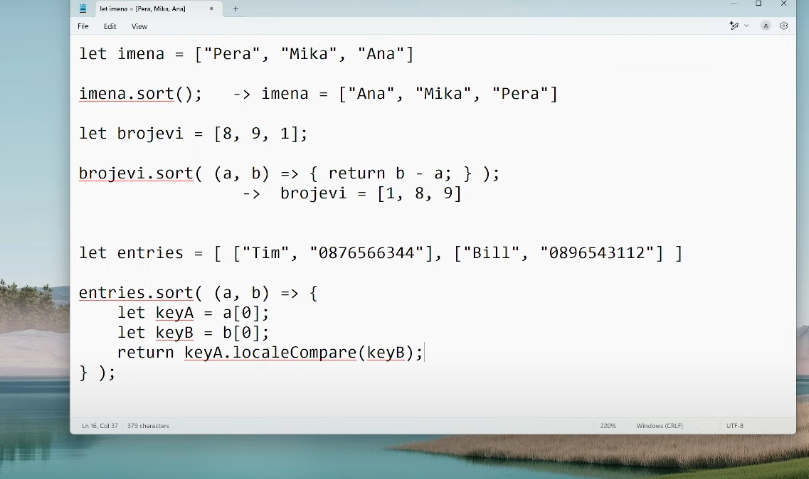 let imena = [Pera, Mika, Ana]
File Edit View
let imena = ["Pera", "Mika", "Ana"]
imena.sort(); -> imena = ["Ana", "Mika", "Pera"]
let brojevi = [8, 9, 1];
brojevi.sort( (a, b) => { return b - a; } );
-> brojevi = [1, 8, 9]
let entries = [ ["Tim", "0876566344"], ["Bill", "0896543112"] ]
entries.sort( (a, b) => {
let keyA = a[0];
let keyB = b[0];
return keyA.localeCompare(keyB);
} );
Ln 16, Col 37 379 characters 220% Windows (CRLF) UTF-8